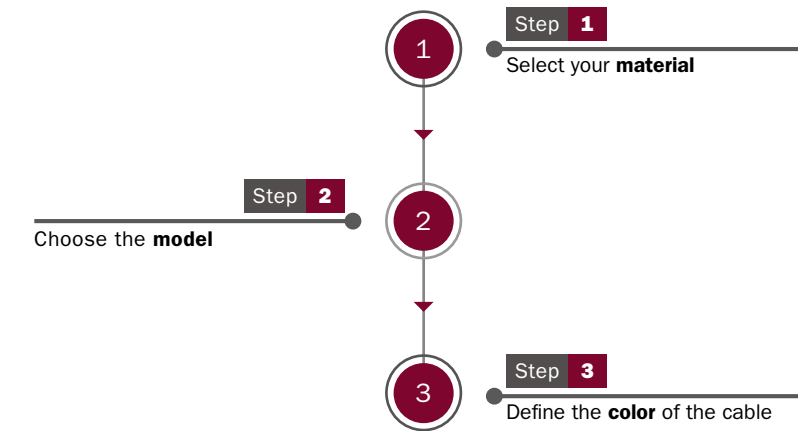 1
Step 1
Select your material
Step 2
2
Choose the model
Step 3
3
Define the color of the cable